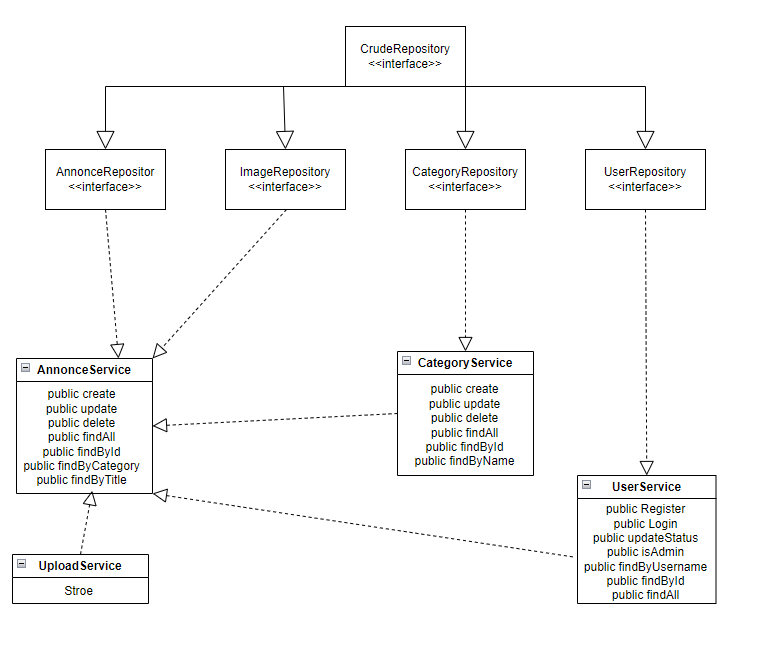 CrudeRepository
<<interface>>
AnnonceRepositor
<<interface>>
ImageRepository
<<interface>>
CategoryRepository
<<interface>>
UserRepository
<<interface>>
AnnonceService
public create
public update
public delete
public findAll
public findById
public findByCategory
public findByTitle
CategoryService
public create
public update
public delete
public findAll
public findById
public findByName
UserService
public Register
public Login
public updateStatus
public isAdmin
public findByUsername
public findById
public findAll
UploadService
Stroe